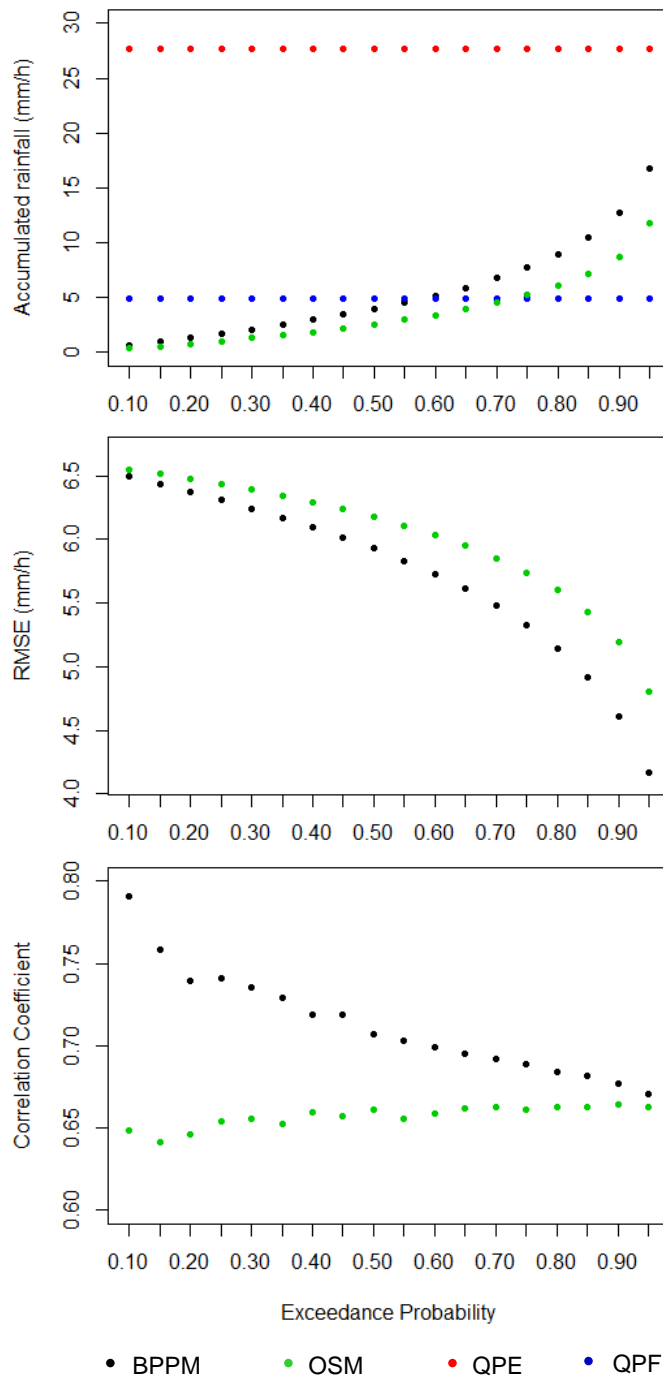 Accumulated rainfall (mm/h)
30
25
20
15
10
5
0
0.10 0.20 0.30 0.40 0.50 0.60 0.70 0.80 0.90
RMSE (mm/h)
6.5
6.0
5.5
5.0
4.5
4.0
0.10 0.20 0.30 0.40 0.50 0.60 0.70 0.80 0.90
Correlation Coefficient
0.80
0.75
0.70
0.65
0.60
0.10 0.20 0.30 0.40 0.50 0.60 0.70 0.80 0.90
Exceedance Probability
BPPM OSM QPE QPF